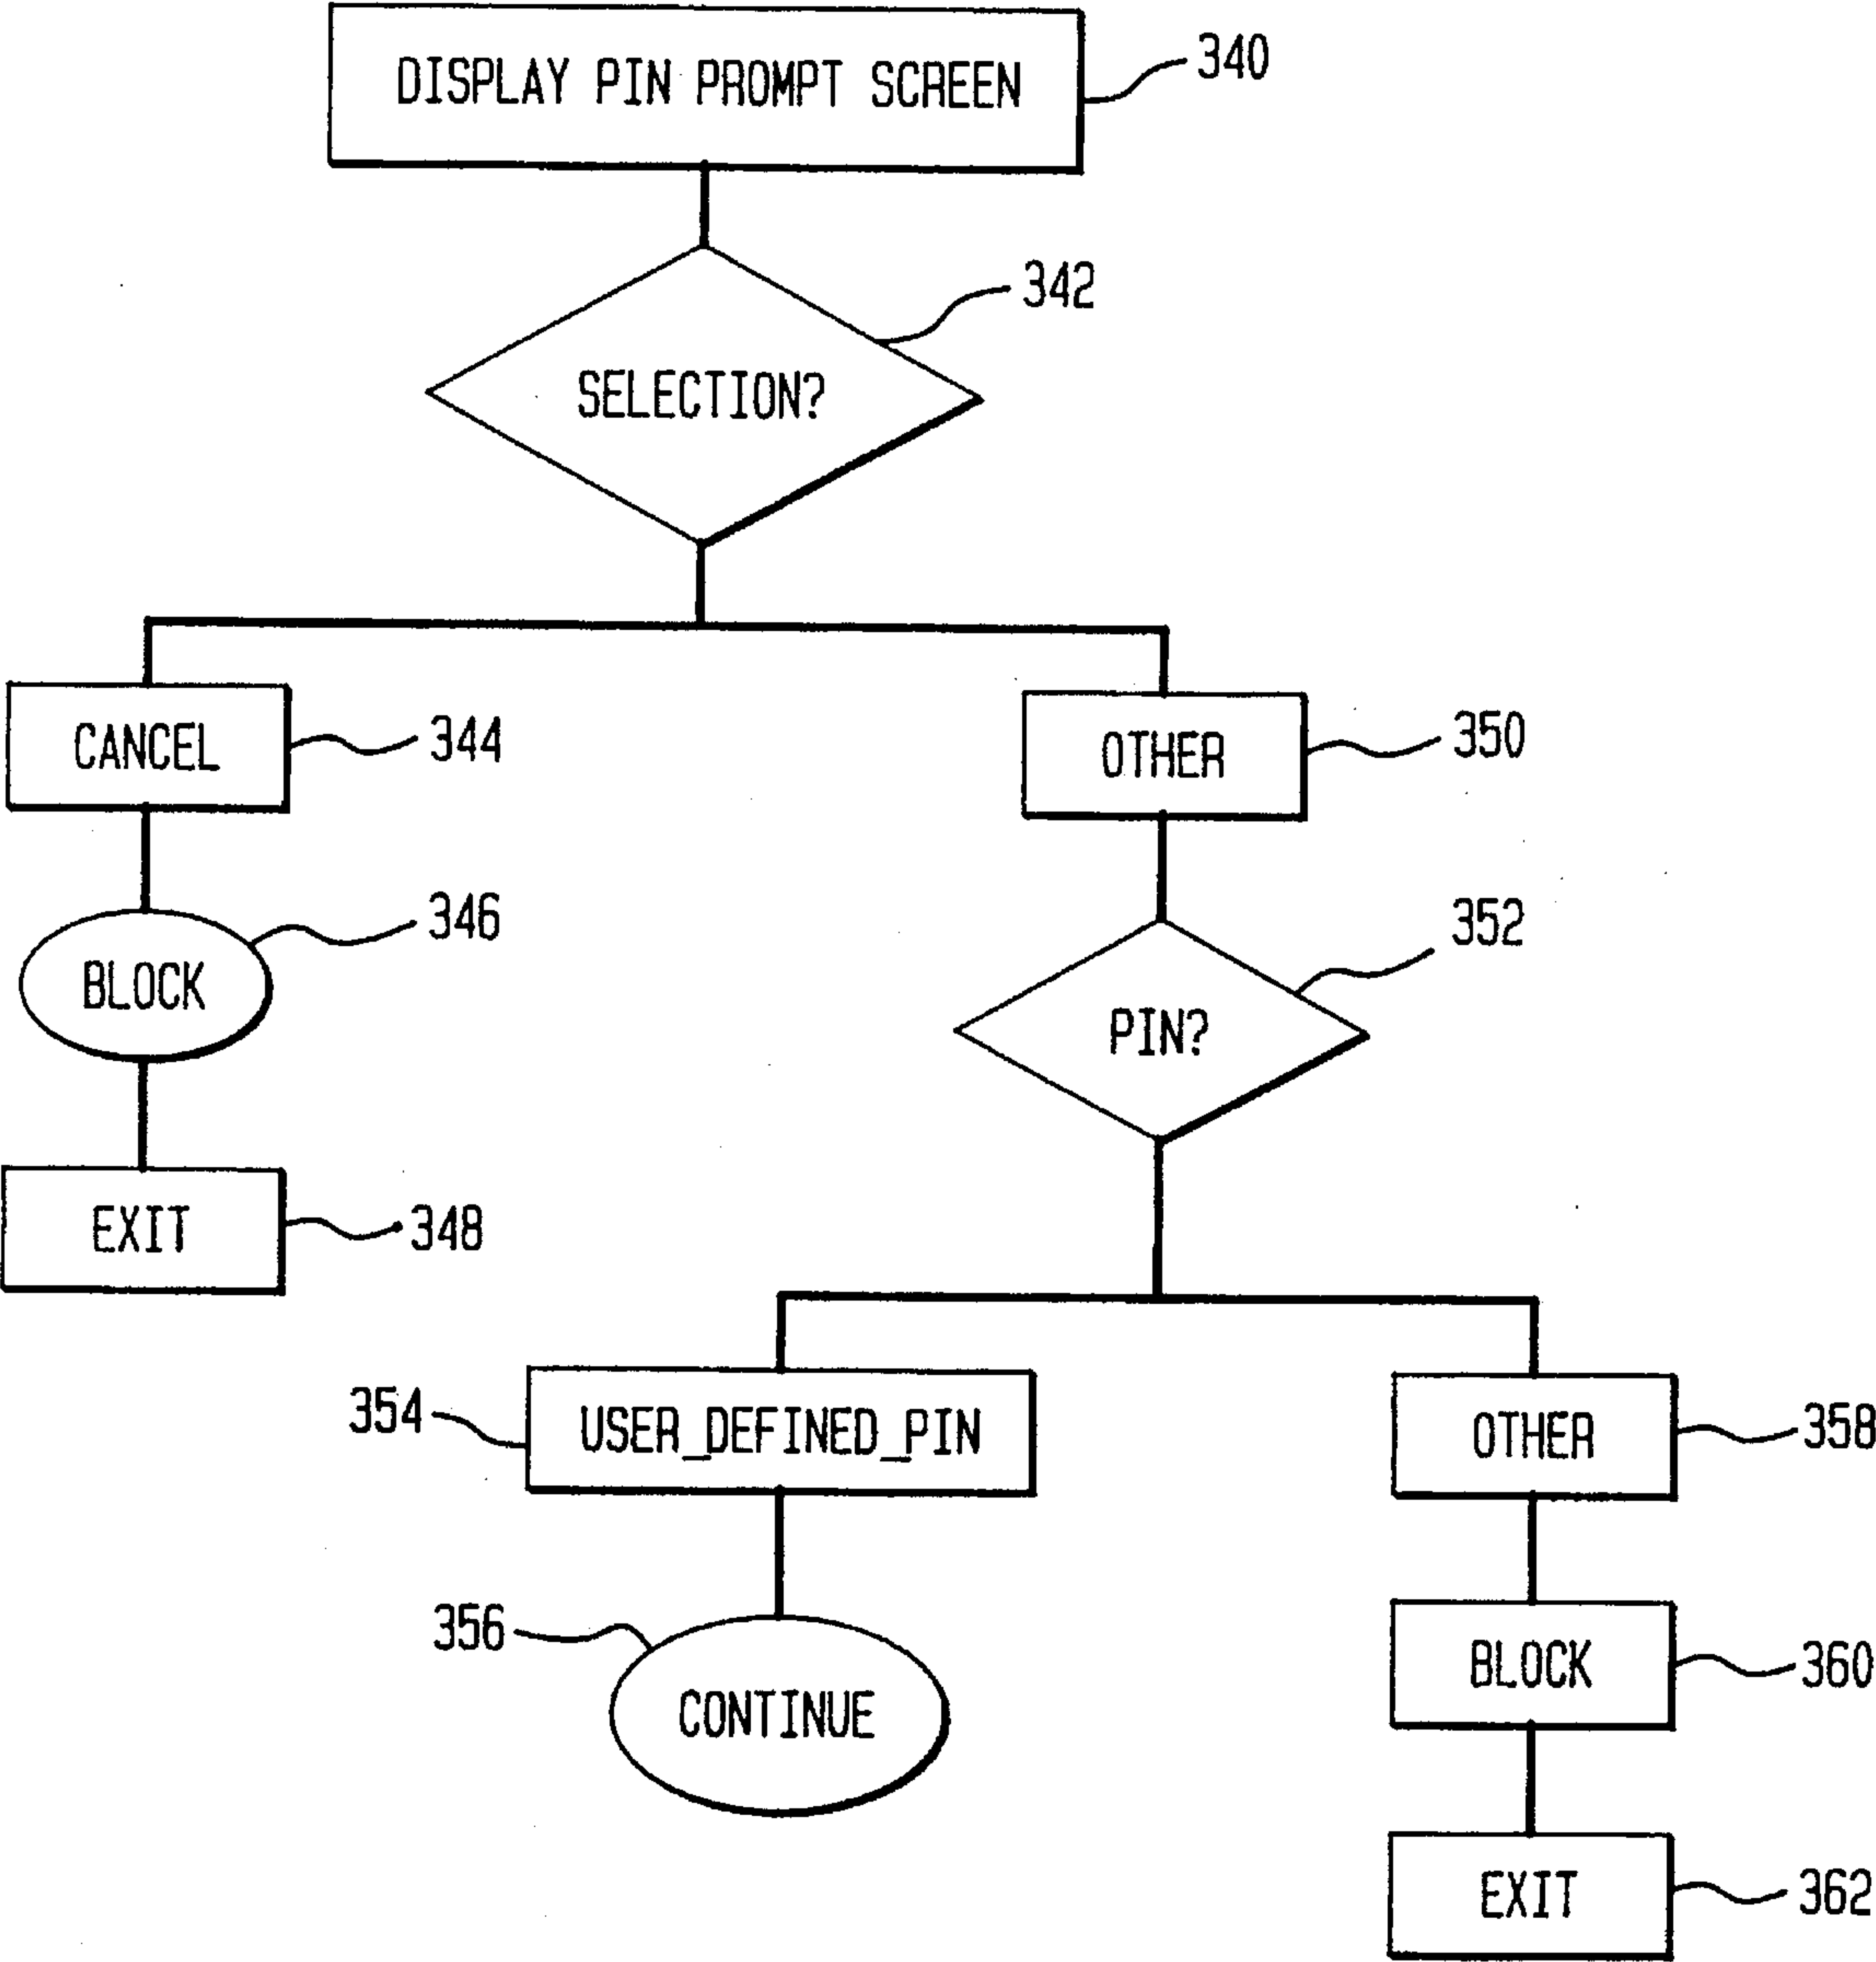 DISPLAY PIN PROMPT SCREEN
340
342
SELECTION?
CANCEL
344
OTHER
350
346
BLOCK
352
PIN?
EXIT
348
354
USER_DEFINED_PIN
OTHER
358
356
CONTINUE
BLOCK
360
EXIT
362